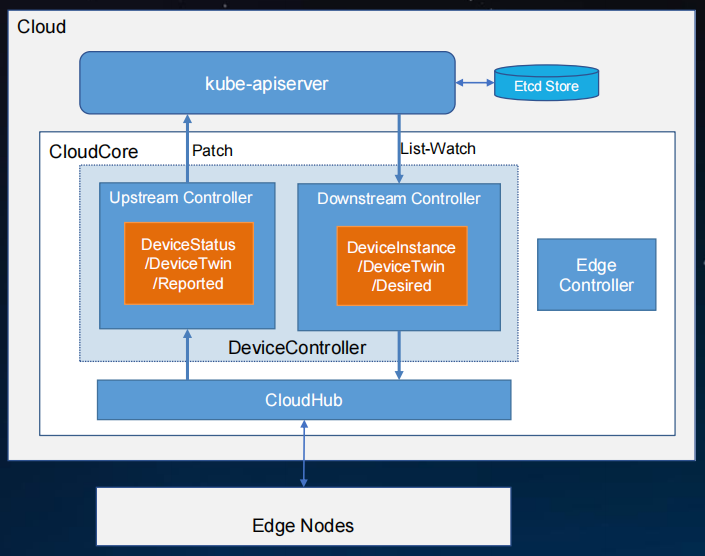 Cloud
kube-apiserver
Etcd Store
CloudCore
Patch
List-Watch
Upstream Controller
Downstream Controller
DeviceStatus
/DeviceTwin
/Reported
DeviceInstance
/DeviceTwin
/Desired
Edge
Controller
DeviceController
CloudHub
Edge Nodes